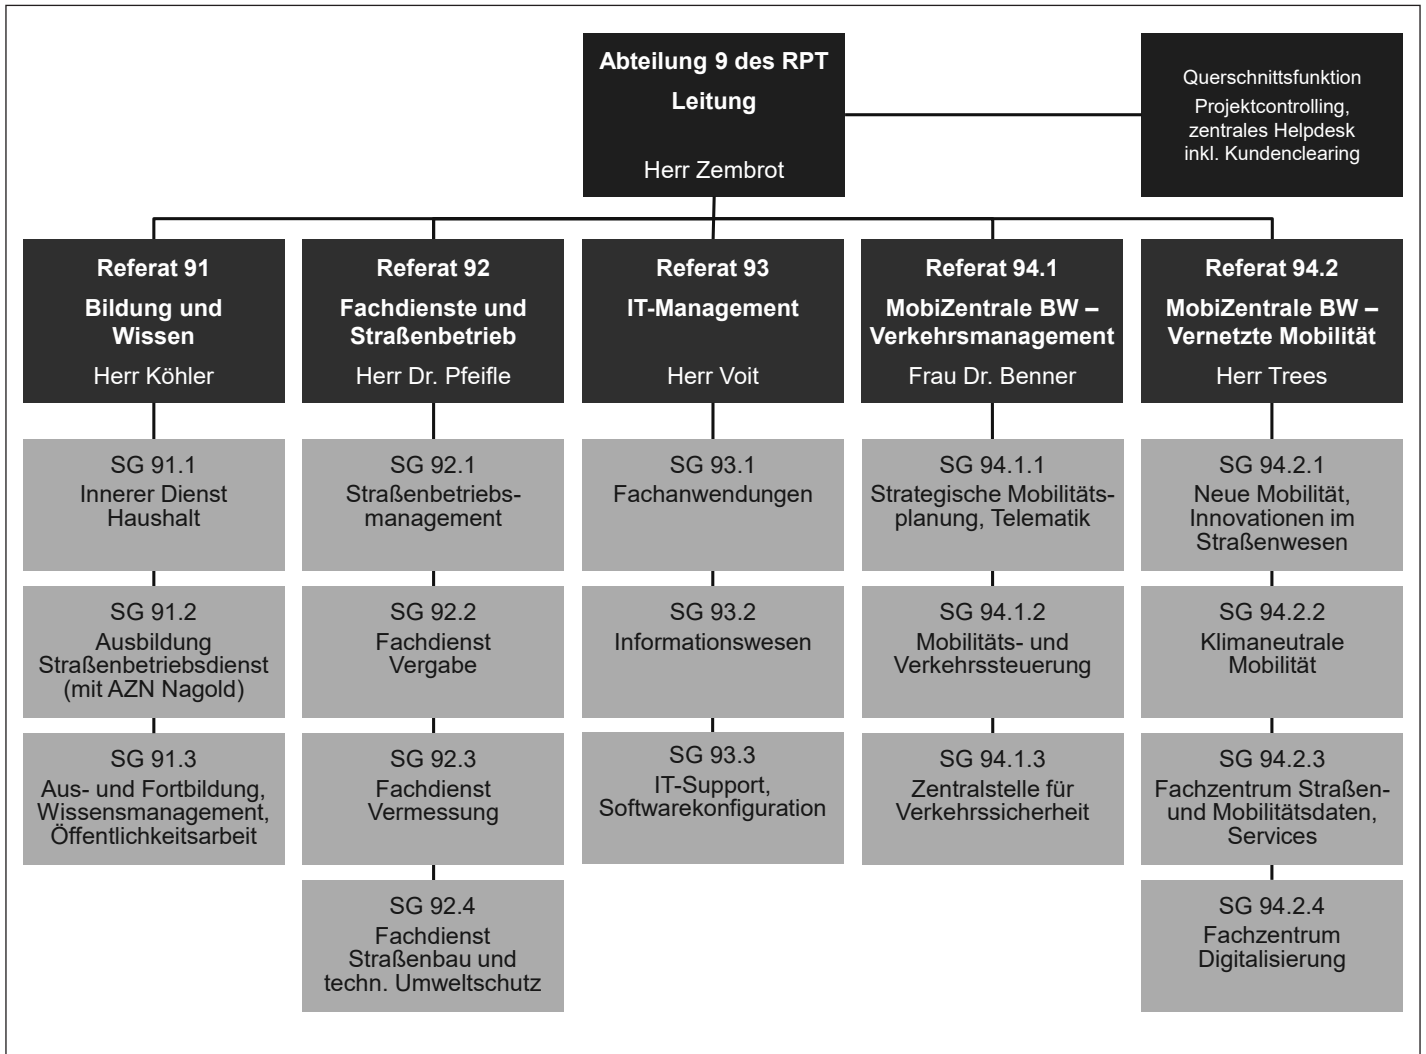 Abteilung 9 des RPT
Leitung
Herr Zembrot
Querschnittsfunktion
Projektcontrolling,
zentrales Helpdesk
inkl. Kundenclearing
Referat 91
Bildung und
Wissen
Herr Köhler
Referat 92
Fachdienste und
Straßenbetrieb
Herr Dr. Pfeifle
Referat 93
IT-Management
Herr Voit
Referat 94.1
MobiZentrale BW –
Verkehrsmanagement
Frau Dr. Benner
Referat 94.2
MobiZentrale BW –
Vernetzte Mobilität
Herr Trees
SG 91.1
Innerer Dienst
Haushalt
SG 92.1
Straßenbetriebs-
management
SG 93.1
Fachanwendungen
SG 94.1.1
Strategische Mobilitäts-
planung, Telematik
SG 94.2.1
Neue Mobilität,
Innovationen im
Straßenwesen
SG 91.2
Ausbildung
Straßenbetriebsdienst
(mit AZN Nagold)
SG 92.2
Fachdienst
Vergabe
SG 93.2
Informationswesen
SG 94.1.2
Mobilitäts- und
Verkehrssteuerung
SG 94.2.2
Klimaneutrale
Mobilität
SG 91.3
Aus- und Fortbildung,
Wissensmanagement,
Öffentlichkeitsarbeit
SG 92.3
Fachdienst
Vermessung
SG 93.3
IT-Support,
Softwarekonfiguration
SG 94.1.3
Zentralstelle für
Verkehrssicherheit
SG 94.2.3
Fachzentrum Straßen-
und Mobilitätsdaten,
Services
SG 92.4
Fachdienst
Straßenbau und
techn. Umweltschutz
SG 94.2.4
Fachzentrum
Digitalisierung